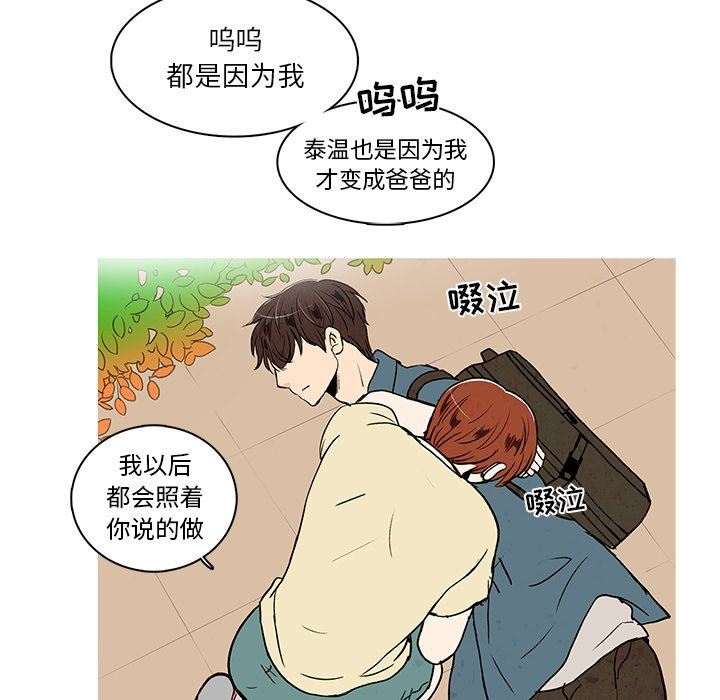 呜呜
都是因为我
呜呜
泰温也是因为我
才变成爸爸的
啜泣
我以后
都会照着
你说的做
啜泣